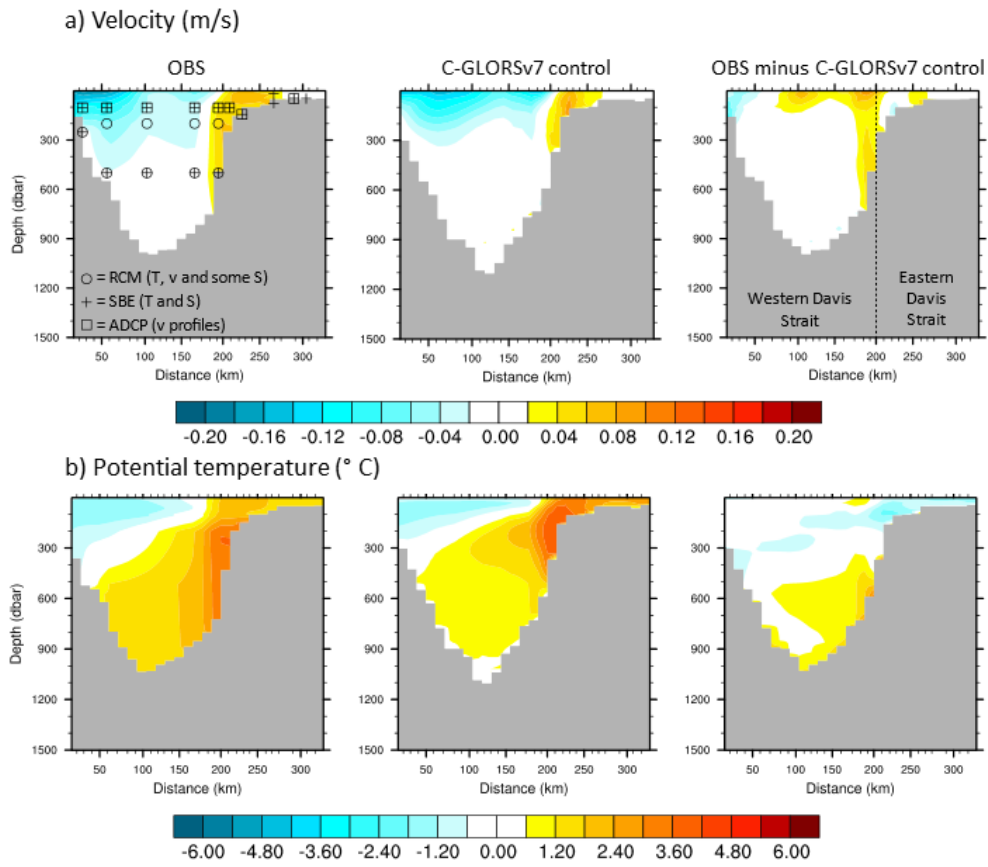 a) Velocity (m/s)
OBS
C-GLORSv7 control
OBS minus C-GLORSv7 control
Depth (dbar)
300
600
900
1200
1500
○ = RCM (T, v and some S)
+ = SBE (T and S)
□ = ADCP (v profiles)
50 100 150 200 250 300
Distance (km)
300
600
900
1200
1500
50 100 150 200 250 300
Distance (km)
300
600
900
1200
1500
Western Davis
Strait
Eastern
Davis
Strait
50 100 150 200 250 300
Distance (km)
-0.20 -0.16 -0.12 -0.08 -0.04 0.00 0.04 0.08 0.12 0.16 0.20
b) Potential temperature (° C)
Depth (dbar)
300
600
900
1200
1500
50 100 150 200 250 300
Distance (km)
300
600
900
1200
1500
50 100 150 200 250 300
Distance (km)
300
600
900
1200
1500
50 100 150 200 250 300
Distance (km)
-6.00 -4.80 -3.60 -2.40 -1.20 0.00 1.20 2.40 3.60 4.80 6.00